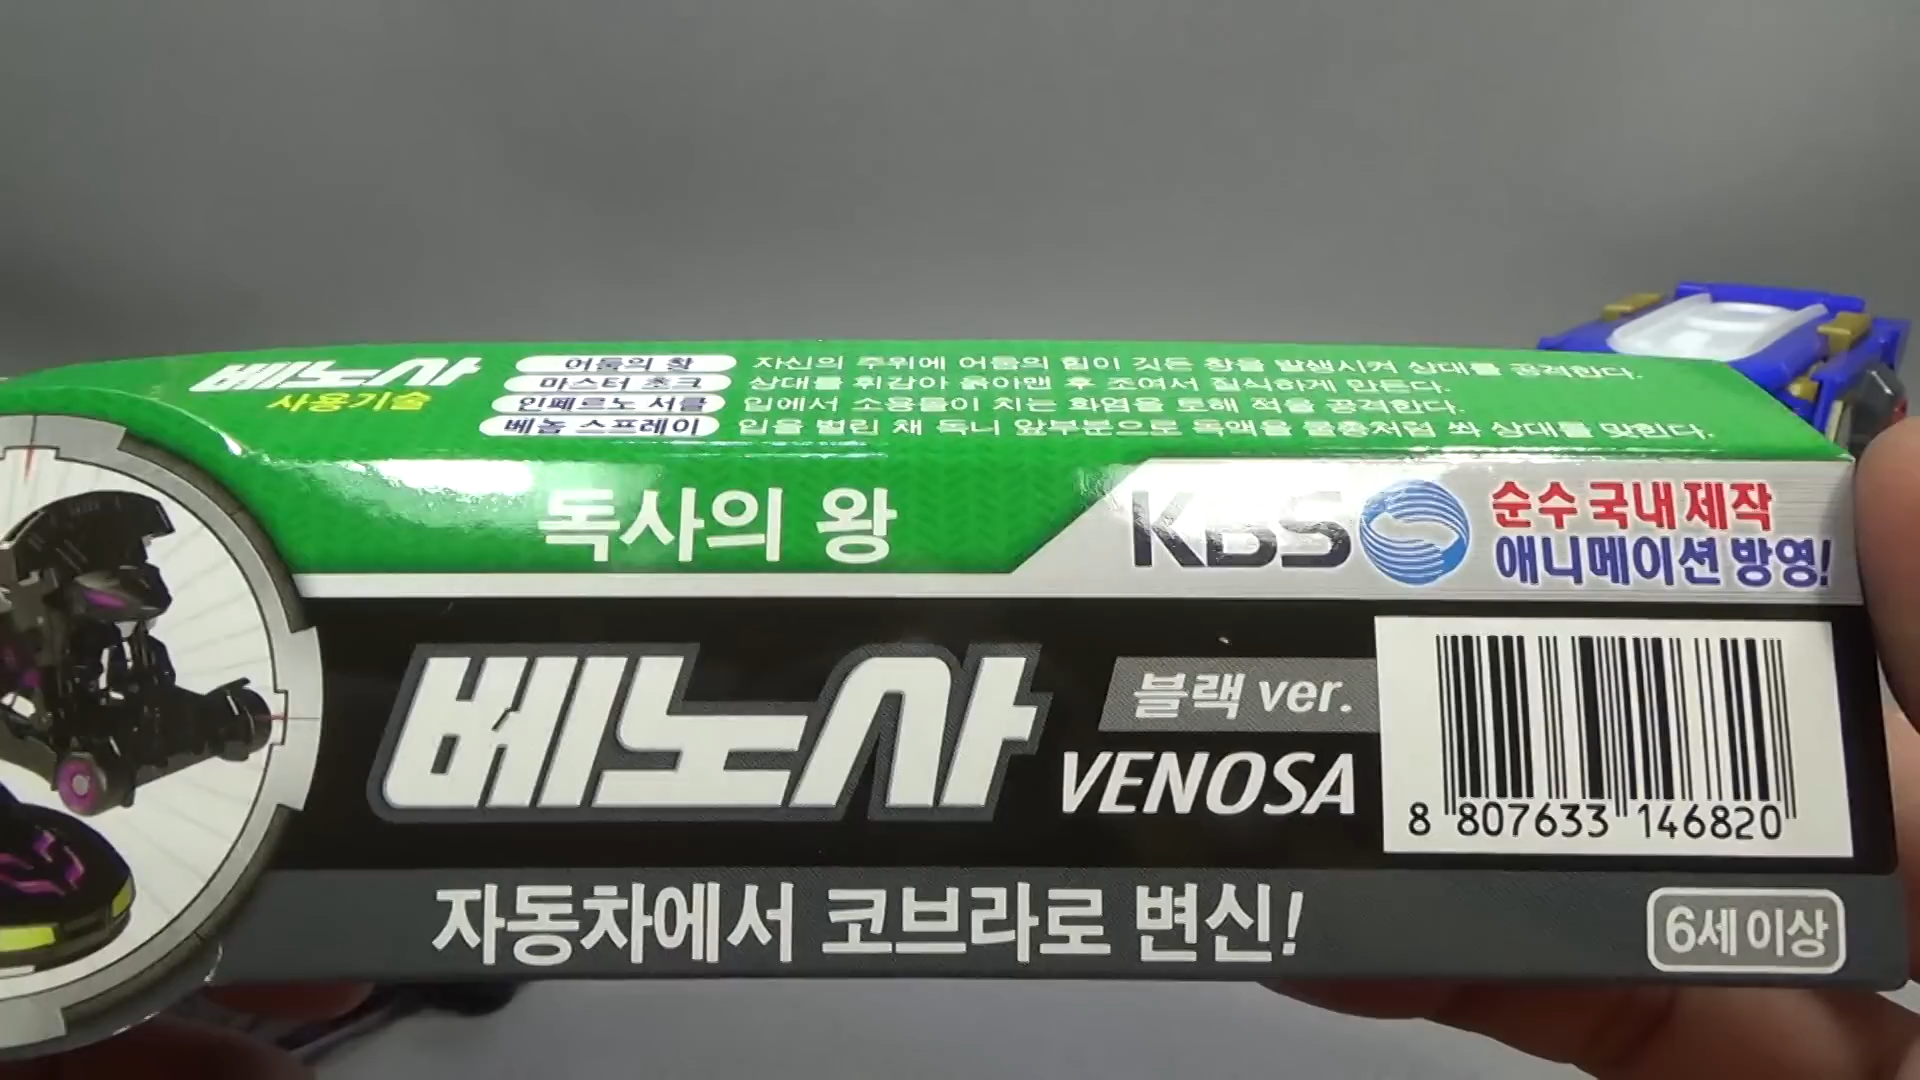 베노사
사용기술
어둠의 창 자신의 주위에 어둠의 힘이 깃든 창을 발생시켜 상대를 공격한다.
마스터 초크 상대를 휘감아 옭아맨 후 조여서 질식하게 만든다.
인페르노 서클 입에서 소용돌이 치는 화염을 토해 적을 공격한다.
베놈 스프레이 입을 벌린 채 독니 앞부분으로 독액을 물총처럼 쏴 상대를 맞힌다.
독사의 왕
KBS
순수 국내 제작
애니메이션 방영!
베노사
블랙 ver.
VENOSA
8 807633 146820
자동차에서 코브라로 변신!
6세 이상